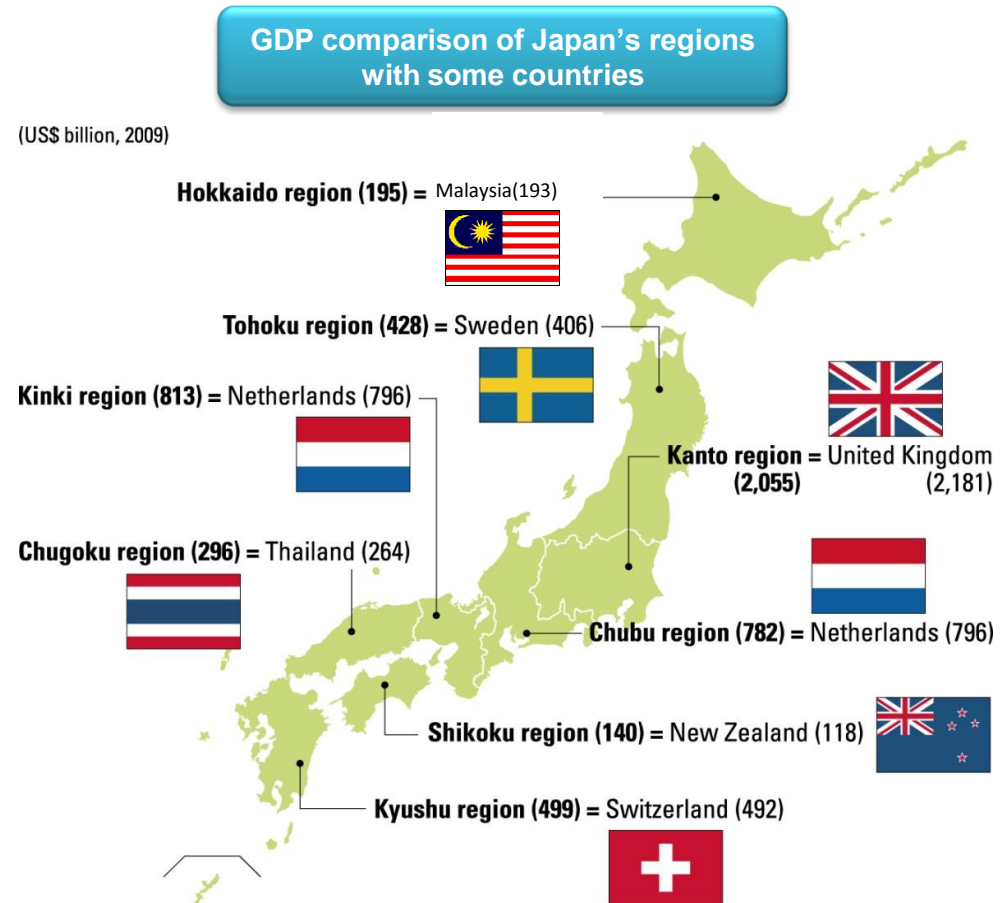 GDP comparison of Japan's regions
with some countries
(US$ billion, 2009)
Hokkaido region (195) = Malaysia(193)
Tohoku region (428) = Sweden (406)
Kinki region (813) = Netherlands (796)
Kanto region = United Kingdom
(2,055) (2,181)
Chugoku region (296) = Thailand (264)
Chubu region (782) = Netherlands (796)
Shikoku region (140) = New Zealand (118)
Kyushu region (499) = Switzerland (492)